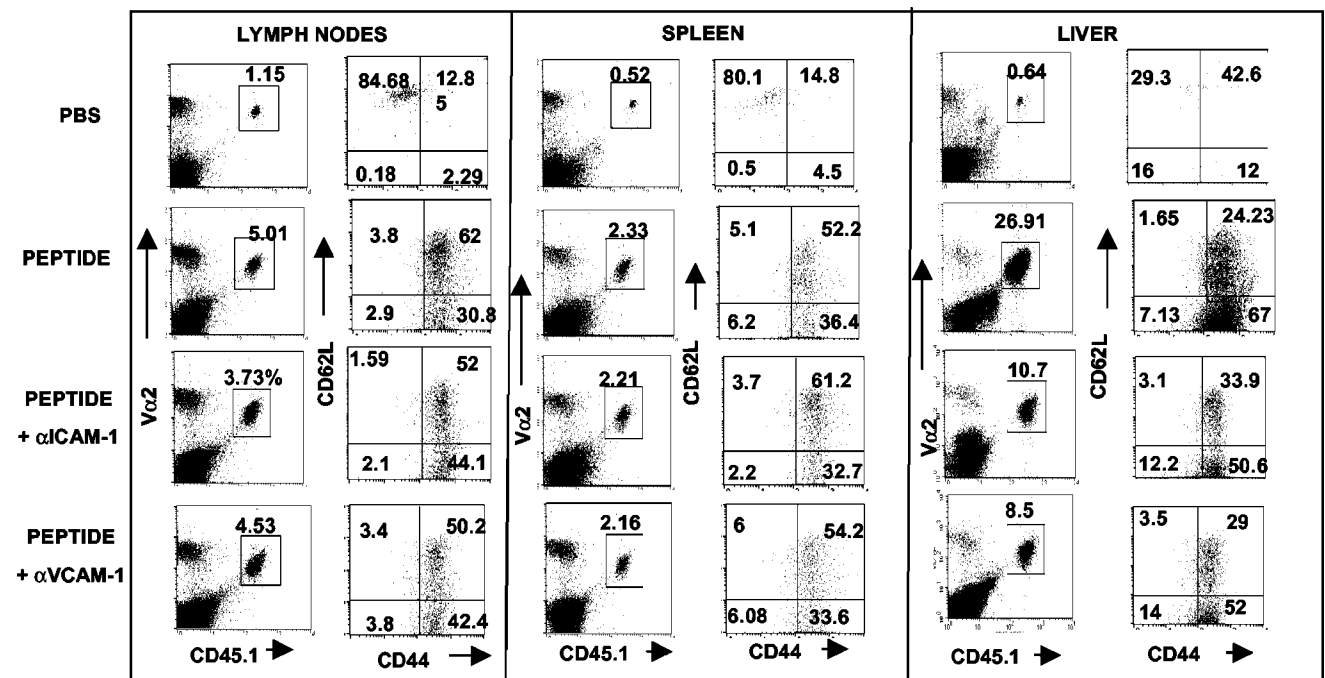 LYMPH NODES SPLEEN LIVER
PBS
1.15
84.68 12.8
5
0.18 2.29
0.52
80.1 14.8
0.5 4.5
0.64
29.3 42.6
16 12
PEPTIDE
5.01
3.8 62
2.9 30.8
2.33
5.1 52.2
6.2 36.4
26.91
1.65 24.23
7.13 67
PEPTIDE
+ αICAM-1
3.73%
1.59 52
2.1 44.1
2.21
3.7 61.2
2.2 32.7
10.7
3.1 33.9
12.2 50.6
PEPTIDE
+ αVCAM-1
4.53
3.4 50.2
3.8 42.4
2.16
6 54.2
6.08 33.6
8.5
3.5 29
14 52
Vα2
CD62L
Vα2
CD62L
Vα2
CD62L
CD45.1 CD44 CD45.1 CD44 CD45.1 CD44